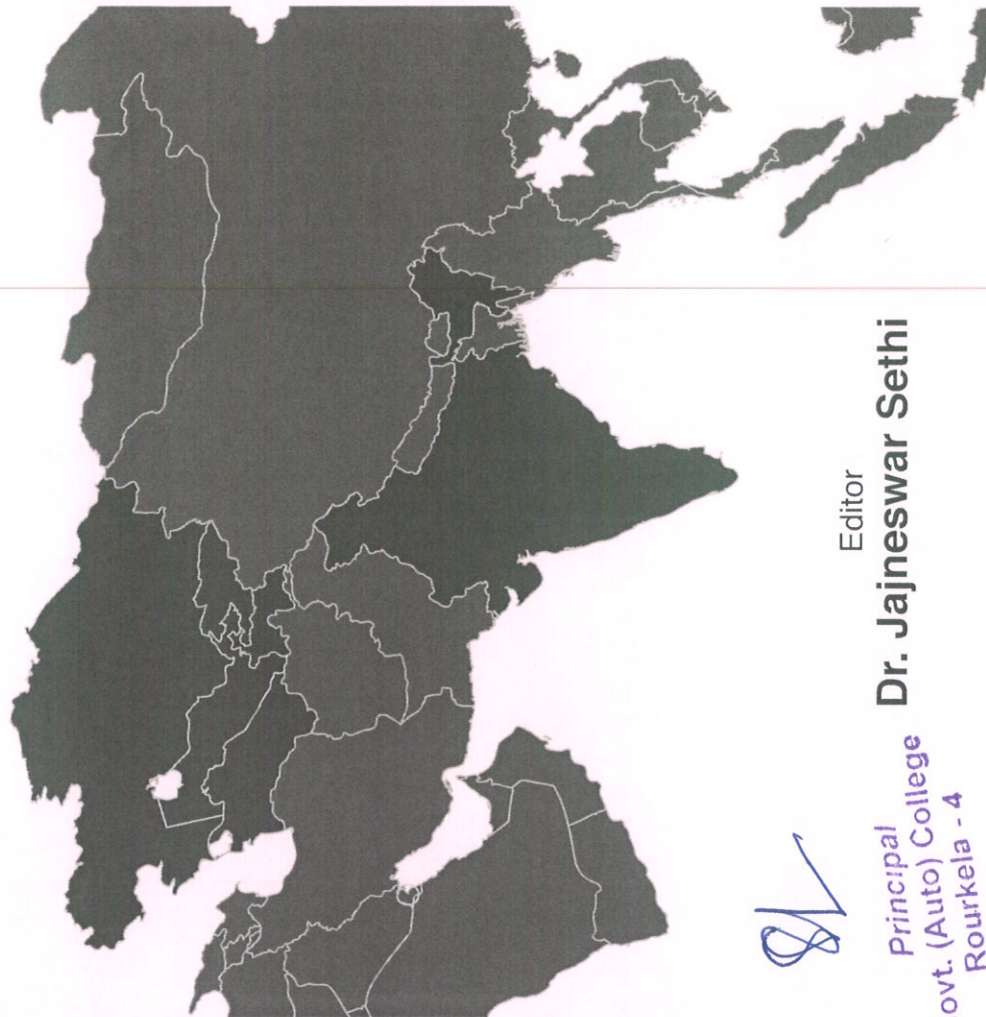 Editor
Dr. Jajneswar Sethi
Principal
ovt. (Auto) College
Rourkela - 4